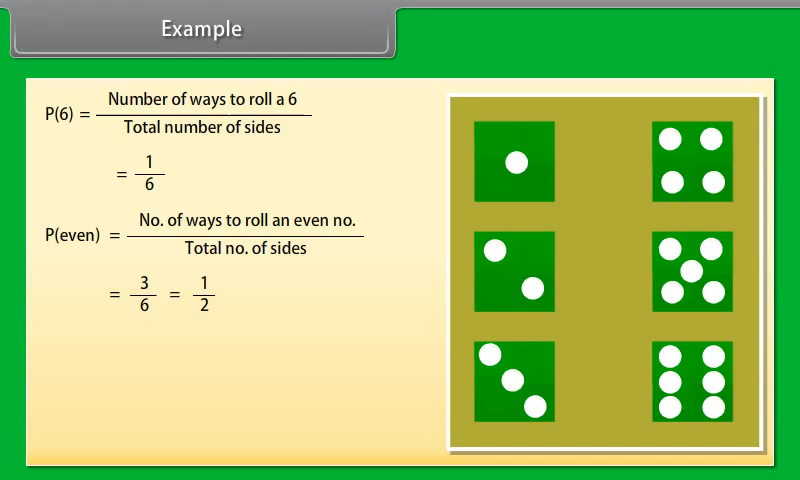 Example
P(6) = Number of ways to roll a 6
Total number of sides
= 1
6
P(even) = No. of ways to roll an even no.
Total no. of sides
= 3 = 1
6 2